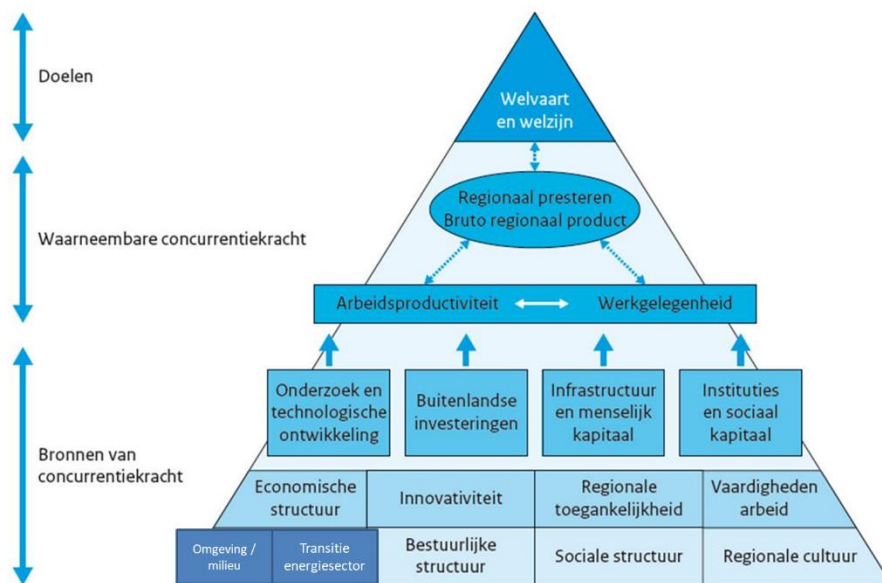 Doelen
Welvaart
en welzijn
Regionaal presteren
Bruto regionaal product
Waarneembare concurrentiekracht
Arbeidsproductiviteit
Werkgelegenheid
Onderzoek en
technologische
ontwikkeling
Buitenlandse
investeringen
Infrastructuur
en menselijk
kapitaal
Instituties
en sociaal
kapitaal
Bronnen van
concurrentiekracht
Economische
structuur
Innovativiteit
Regionale
toegankelijkheid
Vaardigheden
arbeid
Omgeving /
milieu
Transitie
energiesector
Bestuurlijke
structuur
Sociale structuur
Regionale cultuur